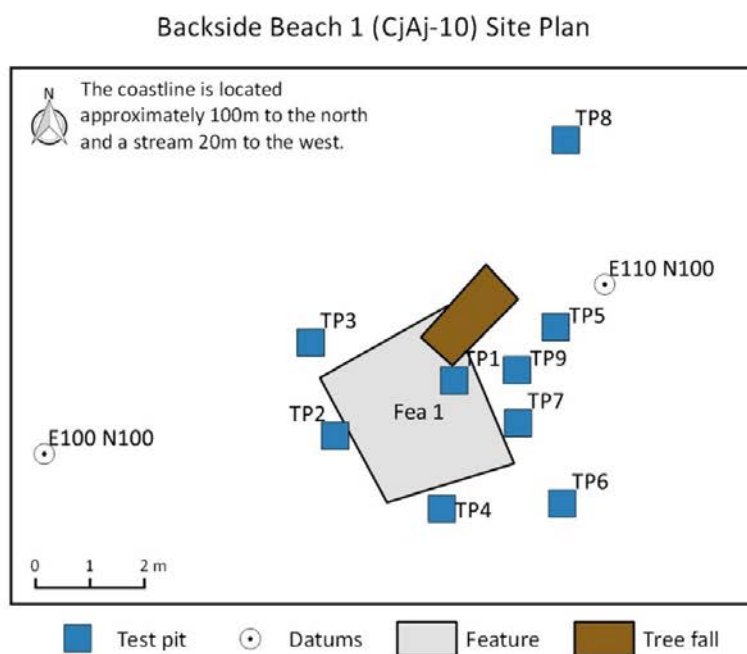 Backside Beach 1 (CjAj-10) Site Plan
N
The coastline is located
approximately 100m to the north
and a stream 20m to the west.
TP8
E110 N100
TP3
TP5
TP1
TP9
TP2
Fea 1
TP7
E100 N100
TP6
TP4
0 1 2 m
Test pit
Datums
Feature
Tree fall